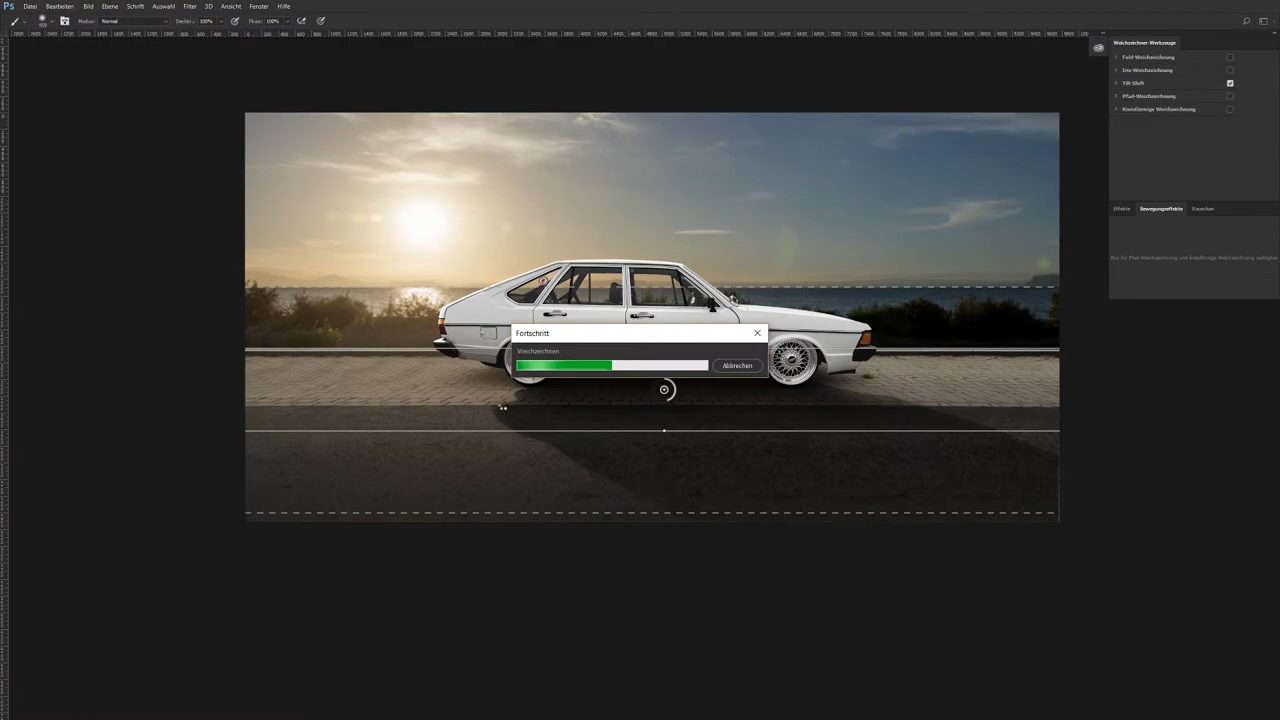 Ps Datei Bearbeiten Bild Ebene Schrift Auswahl Filter 3D Ansicht Fenster Hilfe
Modus: Normal Deckkr.: 100% Fluss: 100%
Weichzeichner-Werkzeuge
Feld-Weichzeichnung
Iris-Weichzeichnung
Tilt-Shift
Pfad-Weichzeichnung
Kreisförmige Weichzeichnung
Effekte Bewegungseffekte Rauschen
Nur für Pfad-Weichzeichnung und kreisförmige Weichzeichnung verfügbar
Fortschritt
Weichzeichnen
Abbrechen